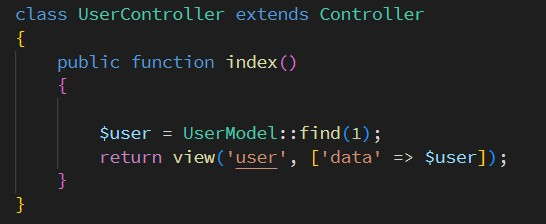 class UserController extends Controller
{
    public function index()
    {

        $user = UserModel::find(1);
        return view('user', ['data' => $user]);
    }
}